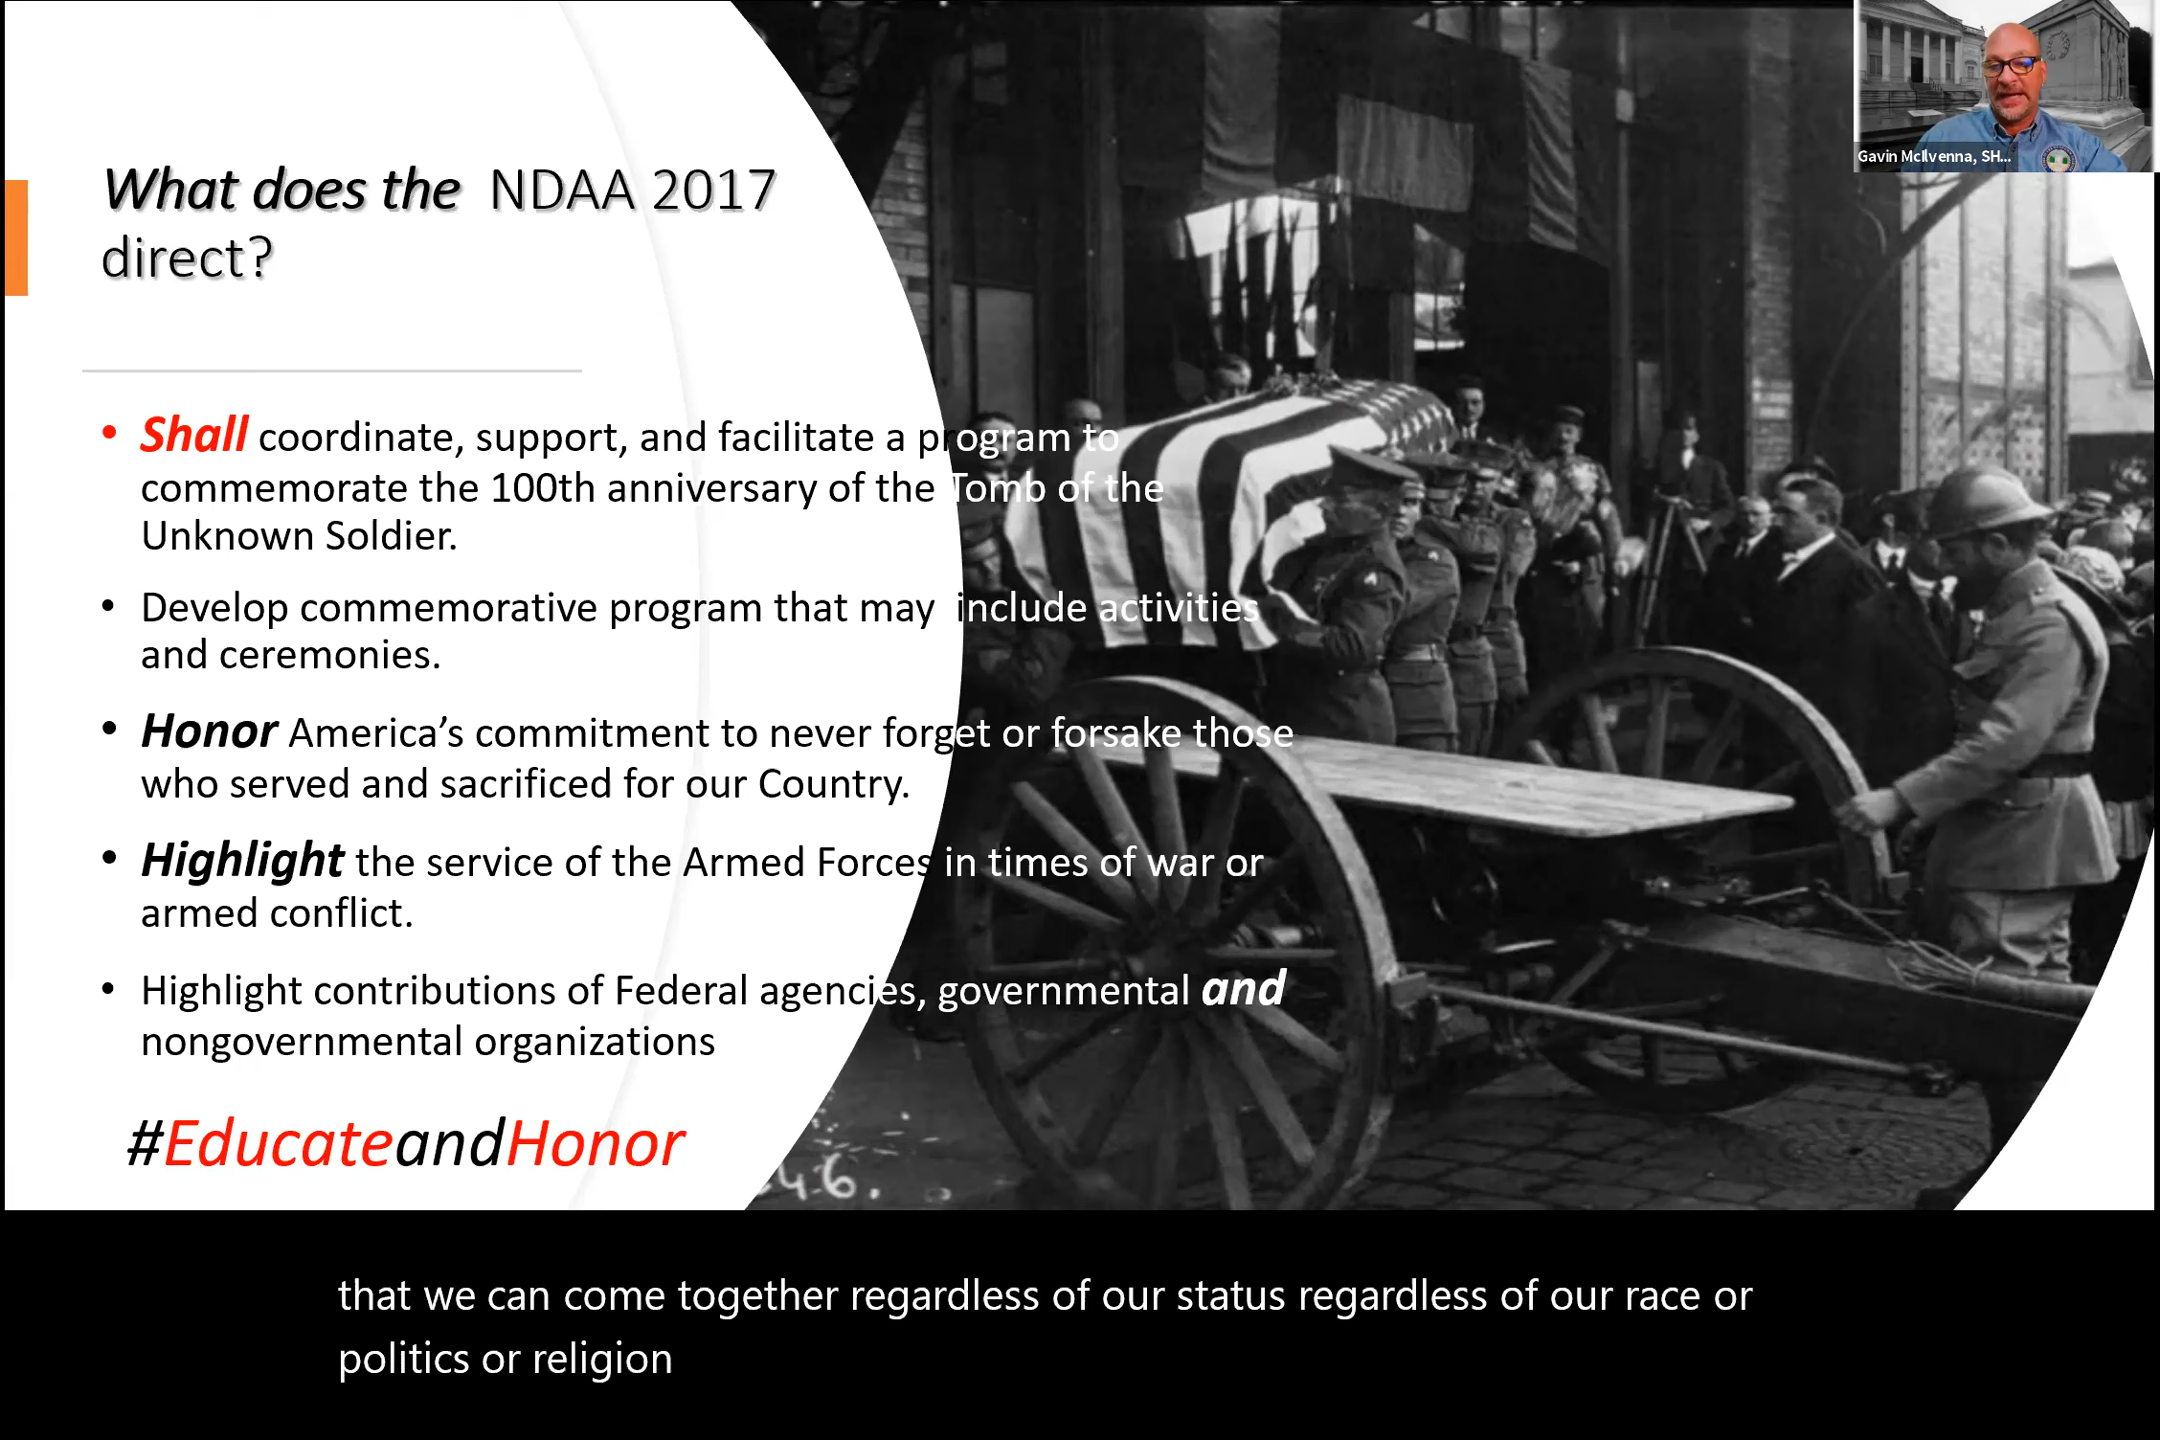 Gavin McIlvenna, SH...
What does the NDAA 2017
direct?
• Shall coordinate, support, and facilitate a program to
commemorate the 100th anniversary of the Tomb of the
Unknown Soldier.
• Develop commemorative program that may include activities
and ceremonies.
• Honor America’s commitment to never forget or forsake those
who served and sacrificed for our Country.
• Highlight the service of the Armed Forces in times of war or
armed conflict.
• Highlight contributions of Federal agencies, governmental and
nongovernmental organizations
#EducateandHonor
46.
that we can come together regardless of our status regardless of our race or
politics or religion